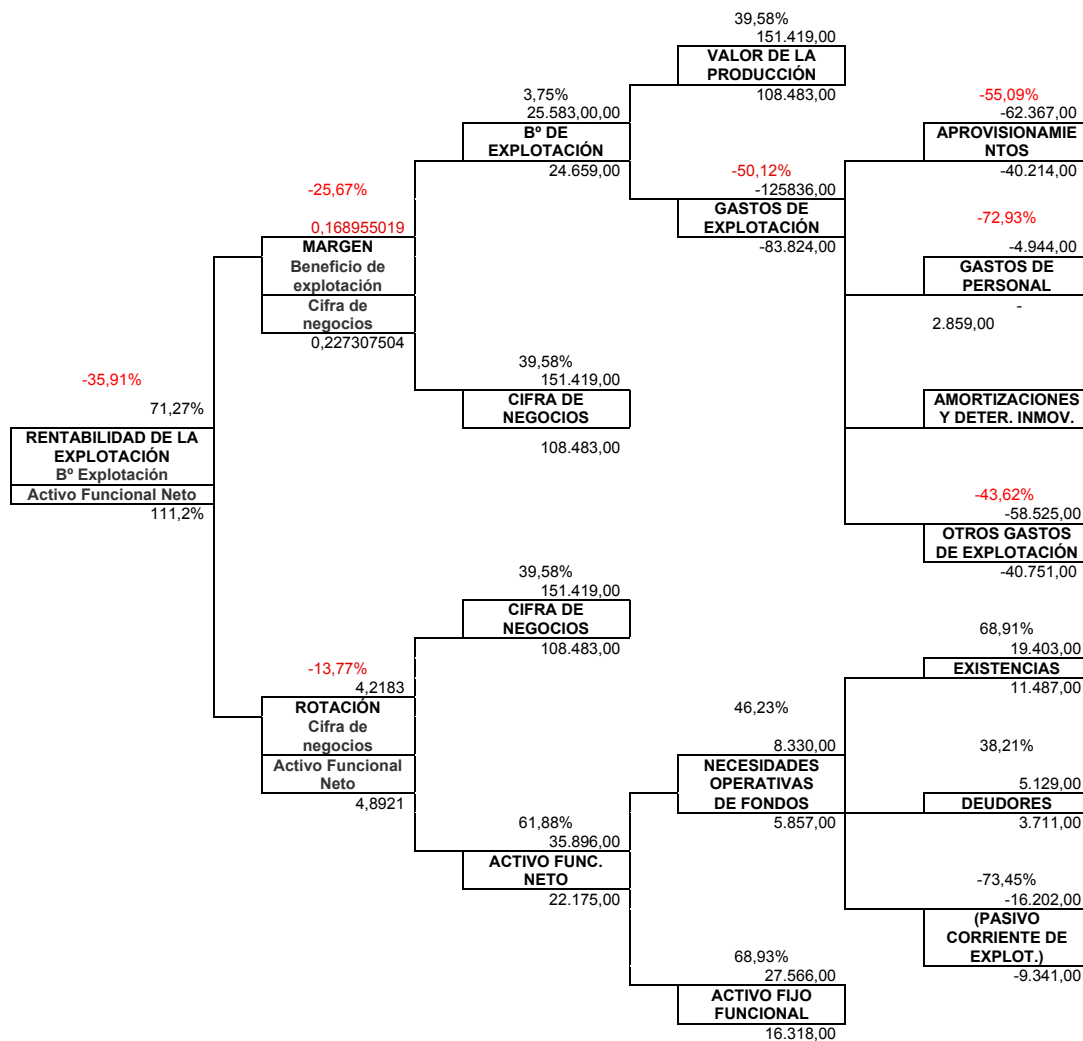 39,58%
151.419,00
VALOR DE LA
PRODUCCIÓN
108.483,00
3,75%
25.583,00,00
Bº DE
EXPLOTACIÓN
24.659,00
-55,09%
-62.367,00
APROVISIONAMIE
NTOS
-40.214,00
-50,12%
-125836,00
GASTOS DE
EXPLOTACIÓN
-83.824,00
-25,67%
0,168955019
MARGEN
Beneficio de
explotación
Cifra de
negocios
0,227307504
-72,93%
-4.944,00
GASTOS DE
PERSONAL
-
2.859,00
39,58%
151.419,00
CIFRA DE
NEGOCIOS
108.483,00
AMORTIZACIONES
Y DETER. INMOV.
-35,91%
71,27%
RENTABILIDAD DE LA
EXPLOTACIÓN
Bº Explotación
Activo Funcional Neto
111,2%
-43,62%
-58.525,00
OTROS GASTOS
DE EXPLOTACIÓN
-40.751,00
39,58%
151.419,00
CIFRA DE
NEGOCIOS
108.483,00
-13,77%
4,2183
ROTACIÓN
Cifra de
negocios
Activo Funcional
Neto
4,8921
68,91%
19.403,00
EXISTENCIAS
11.487,00
46,23%
8.330,00
NECESIDADES
OPERATIVAS
DE FONDOS
5.857,00
38,21%
5.129,00
DEUDORES
3.711,00
61,88%
35.896,00
ACTIVO FUNC.
NETO
22.175,00
-73,45%
-16.202,00
(PASIVO
CORRIENTE DE
EXPLOT.)
-9.341,00
68,93%
27.566,00
ACTIVO FIJO
FUNCIONAL
16.318,00